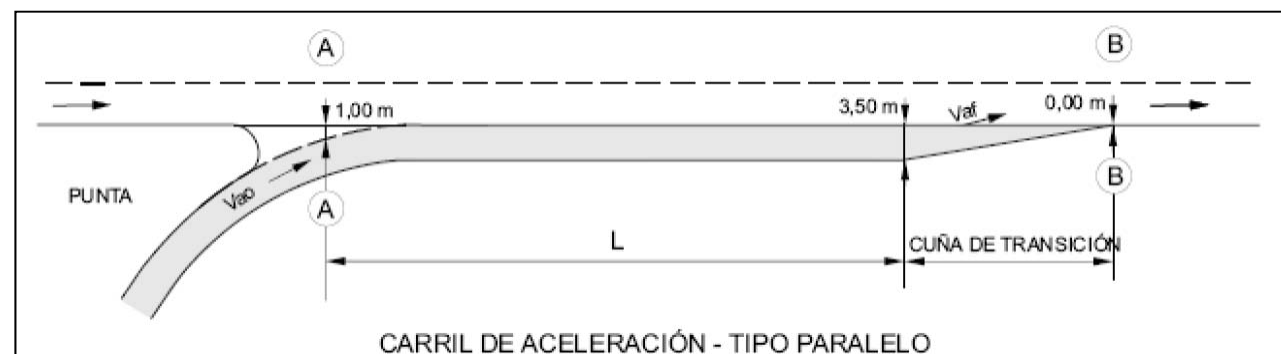 A
B
1,00 m
3,50 m
Vaf
0,00 m
PUNTA
Vao
A
B
L
CUÑA DE TRANSICIÓN
CARRIL DE ACELERACIÓN - TIPO PARALELO